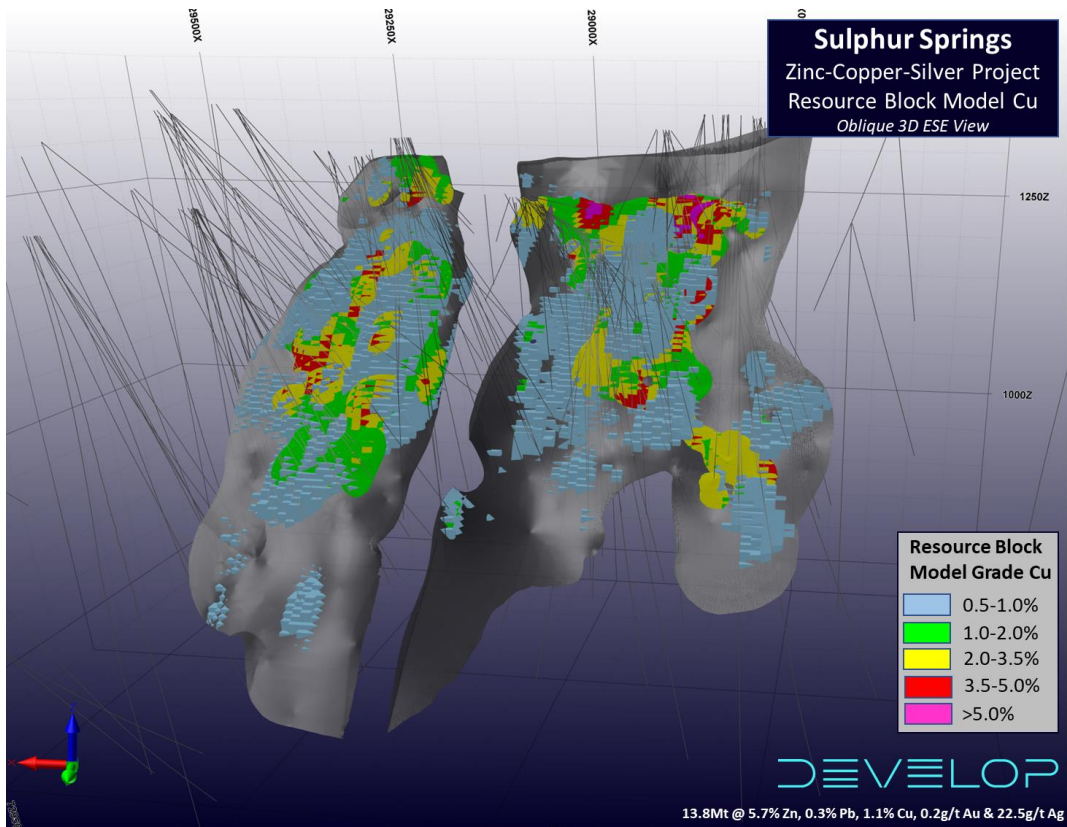 29500X
29250X
29000X
Sulphur Springs
Zinc-Copper-Silver Project
Resource Block Model Cu
Oblique 3D ESE View
1250Z
1000Z
Resource Block
Model Grade Cu
0.5-1.0%
1.0-2.0%
2.0-3.5%
3.5-5.0%
>5.0%
DEVELOP
13.8Mt @ 5.7% Zn, 0.3% Pb, 1.1% Cu, 0.2g/t Au & 22.5g/t Ag